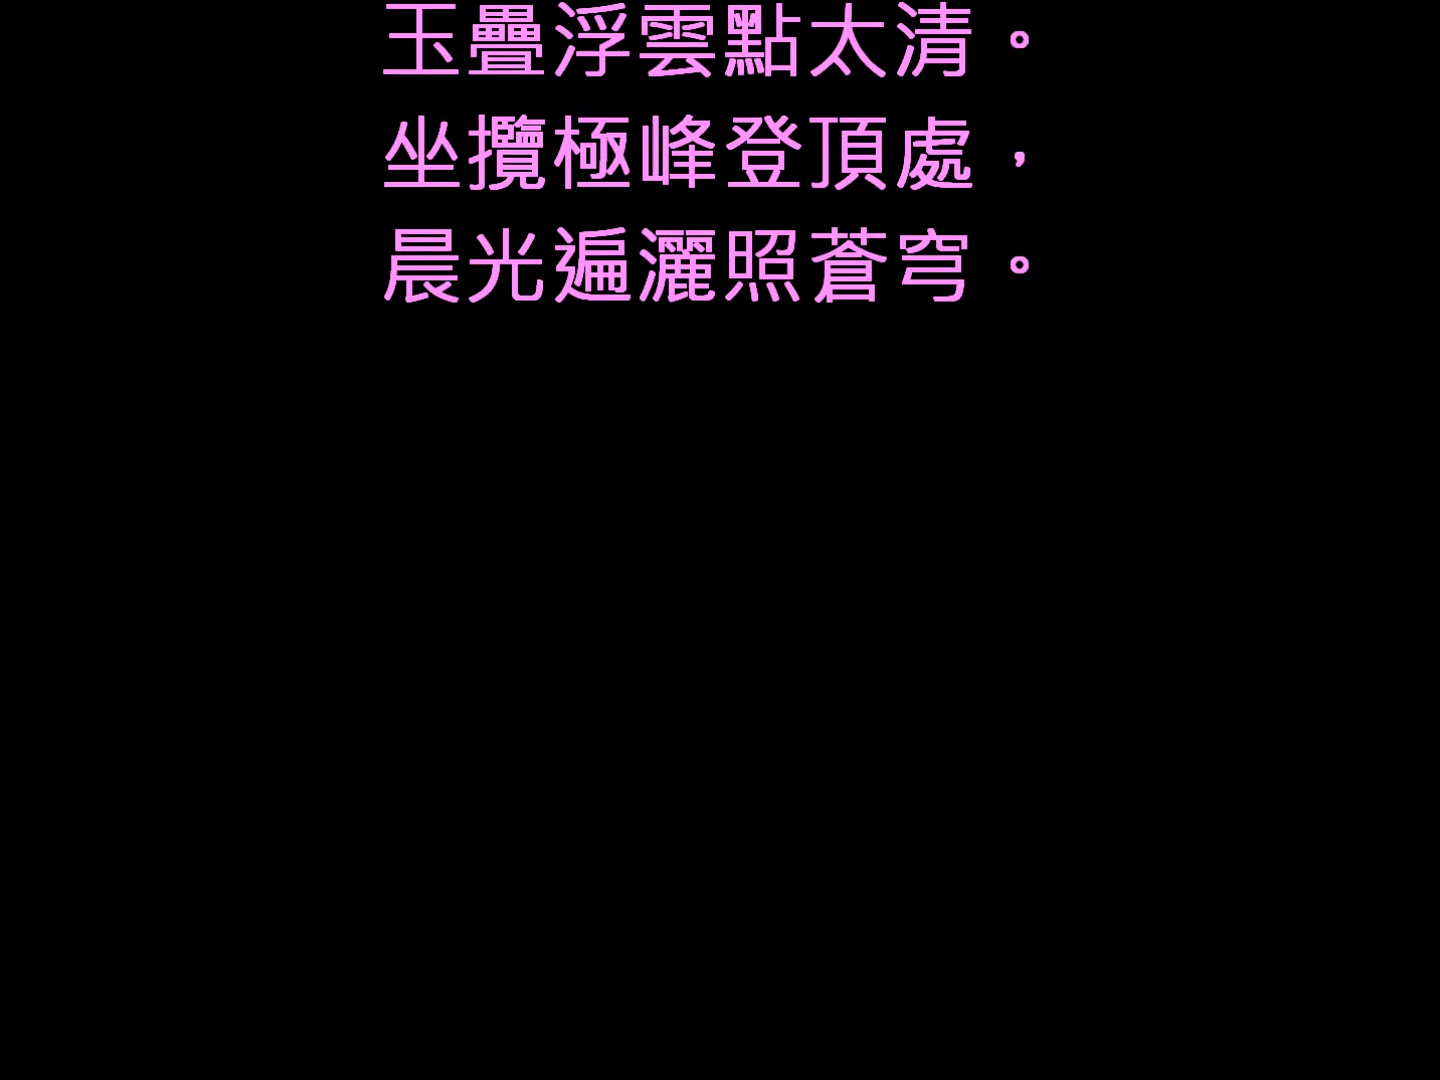 玉疊浮雲點太清。
坐攬極峰登頂處，
晨光遍灑照蒼穹。